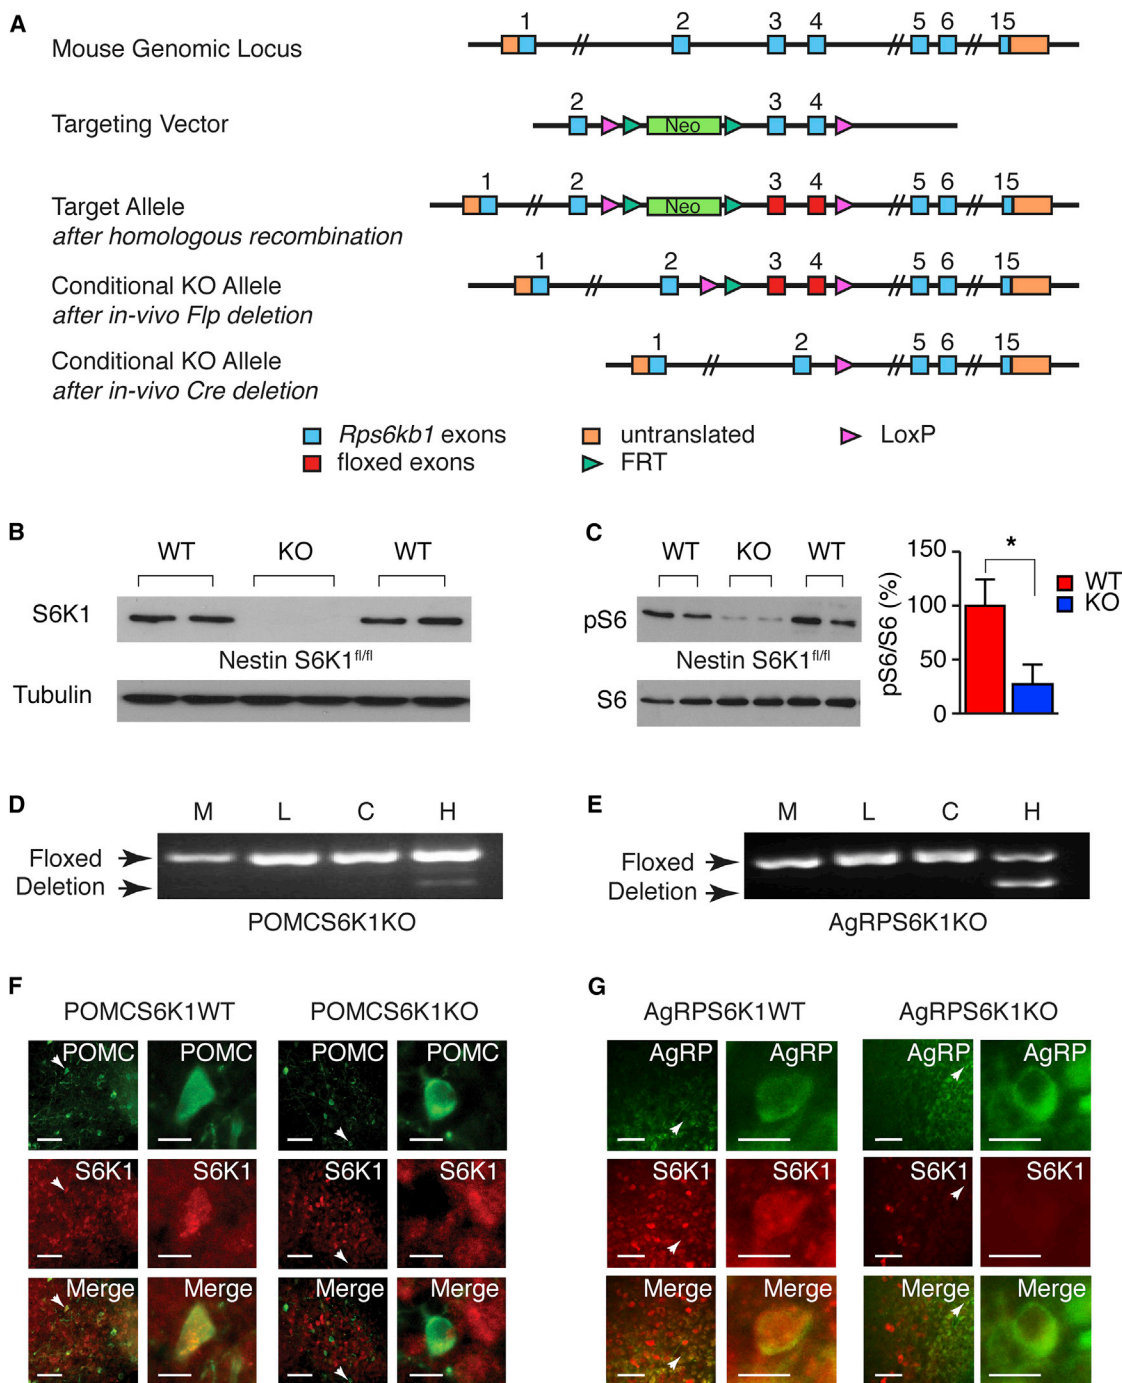 A
Mouse Genomic Locus
1 2 3 4 5 6 15
Targeting Vector
2 3 4
Neo
Target Allele
after homologous recombination
1 2 3 4 5 6 15
Neo
Conditional KO Allele
after in-vivo Flp deletion
1 2 3 4 5 6 15
Conditional KO Allele
after in-vivo Cre deletion
1 2 5 6 15
Rps6kb1 exons
untranslated
LoxP
floxed exons
FRT
B
WT KO WT
S6K1
Nestin S6K1fl/fl
Tubulin
C
WT KO WT
pS6
Nestin S6K1fl/fl
S6
150
100
50
0
pS6/S6 (%)
*
WT
KO
D
M L C H
Floxed
Deletion
POMCS6K1KO
E
M L C H
Floxed
Deletion
AgRPS6K1KO
F
POMCS6K1WT POMCS6K1KO
POMC POMC POMC POMC
S6K1 S6K1 S6K1 S6K1
Merge Merge Merge Merge
G
AgRPS6K1WT AgRPS6K1KO
AgRP AgRP AgRP AgRP
S6K1 S6K1 S6K1 S6K1
Merge Merge Merge Merge